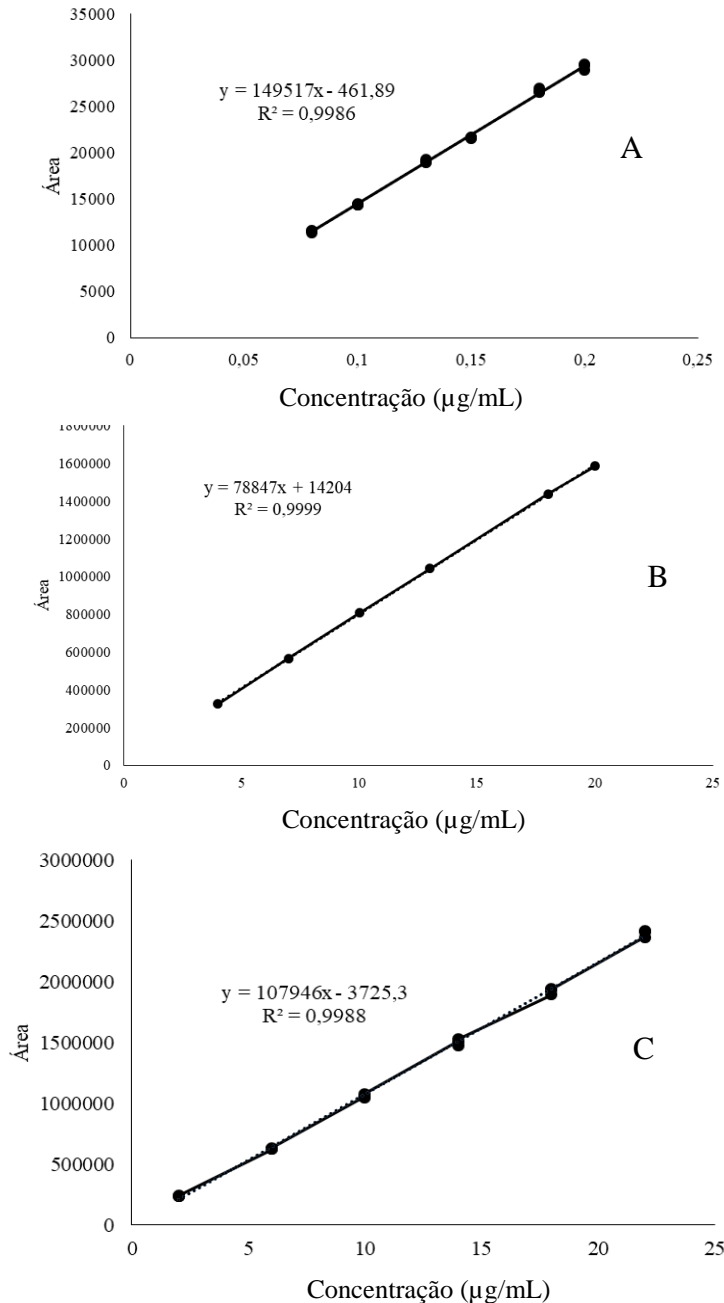 35000
30000
25000
20000
15000
10000
5000
0
Área
y = 149517x - 461,89
R² = 0,9986
A
0 0,05 0,1 0,15 0,2 0,25
Concentração (µg/mL)
1800000
1600000
1400000
1200000
1000000
800000
600000
400000
200000
0
Área
y = 78847x + 14204
R² = 0,9999
B
0 5 10 15 20 25
Concentração (µg/mL)
3000000
2500000
2000000
1500000
1000000
500000
0
Área
y = 107946x - 3725,3
R² = 0,9988
C
0 5 10 15 20 25
Concentração (µg/mL)